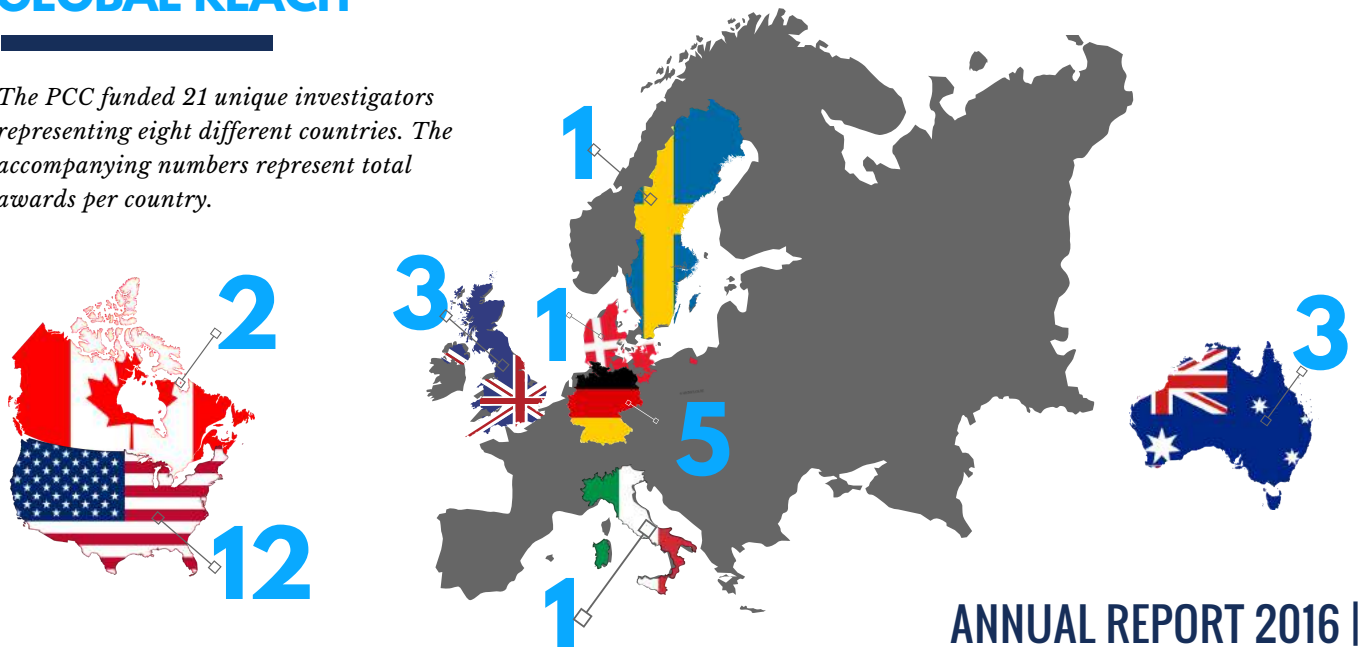 GLOBAL REACH
The PCC funded 21 unique investigators
representing eight different countries. The
accompanying numbers represent total
awards per country.
1
3
1
2
3
5
12
1
ANNUAL REPORT 2016 |